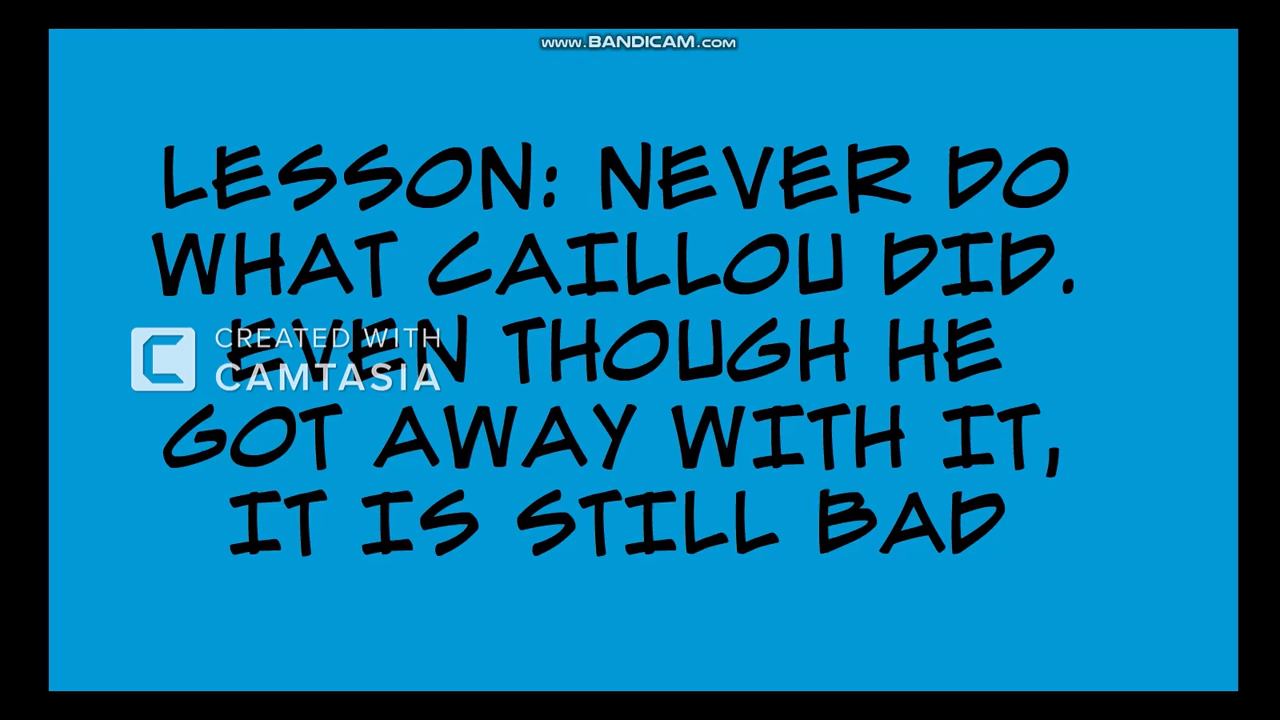 www.BANDICAM.com
LESSON: NEVER DO
WHAT CAILLOU DID.
EVEN THOUGH HE
CREATED WITH
CAMTASIA
GOT AWAY WITH IT,
IT IS STILL BAD